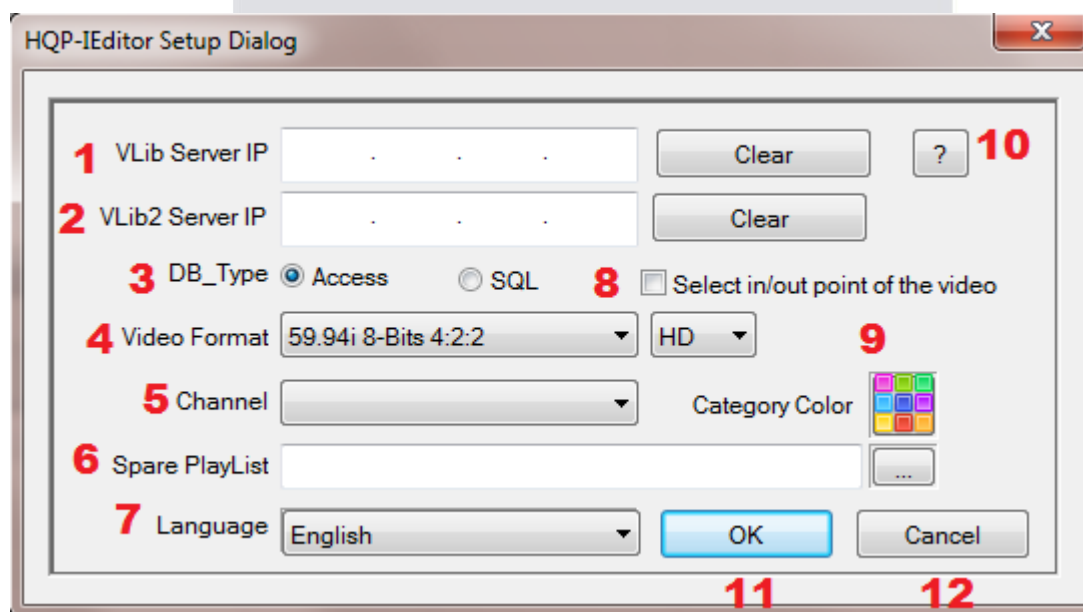 HQP-IEditor Setup Dialog
x
1 VLib Server IP . . . Clear ? 10
2 VLib2 Server IP . . . Clear
3 DB_Type Access SQL 8 Select in/out point of the video
4 Video Format 59.94i 8-Bits 4:2:2 HD 9
5 Channel Category Color
6 Spare PlayList ...
7 Language English OK Cancel
11 12